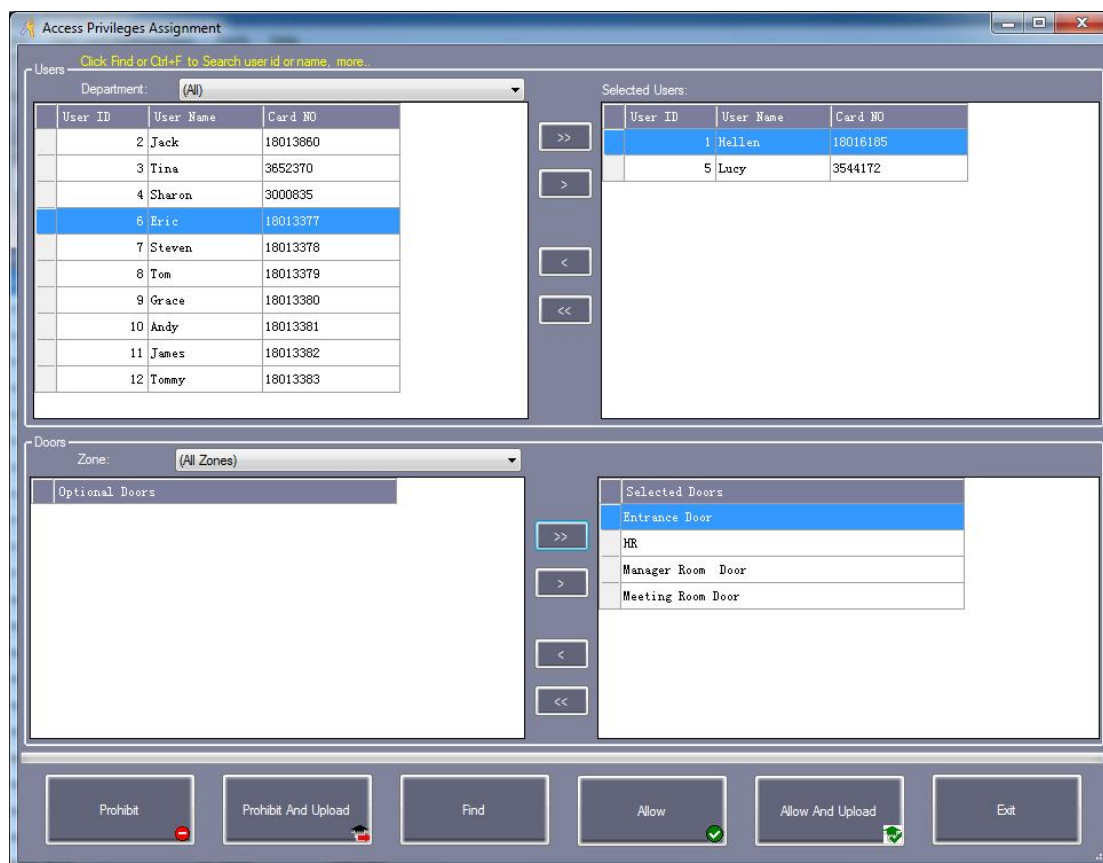 Access Privileges Assignment
Click Find or Ctrl+F to Search user id or name, more..
Users
Department: (All)
Selected Users:
User ID User Name Card NO
2 Jack 18013860
3 Tina 3652370
4 Sharon 3000835
6 Eric 18013377
7 Steven 18013378
8 Tom 18013379
9 Grace 18013380
10 Andy 18013381
11 James 18013382
12 Tommy 18013383
>>
>
<
<<
User ID User Name Card NO
1 Hellen 18016185
5 Lucy 3544172
Doors
Zone: (All Zones)
Optional Doors
>>
>
<
<<
Selected Doors
Entrance Door
HR
Manager Room Door
Meeting Room Door
Prohibit
Prohibit And Upload
Find
Allow
Allow And Upload
Exit